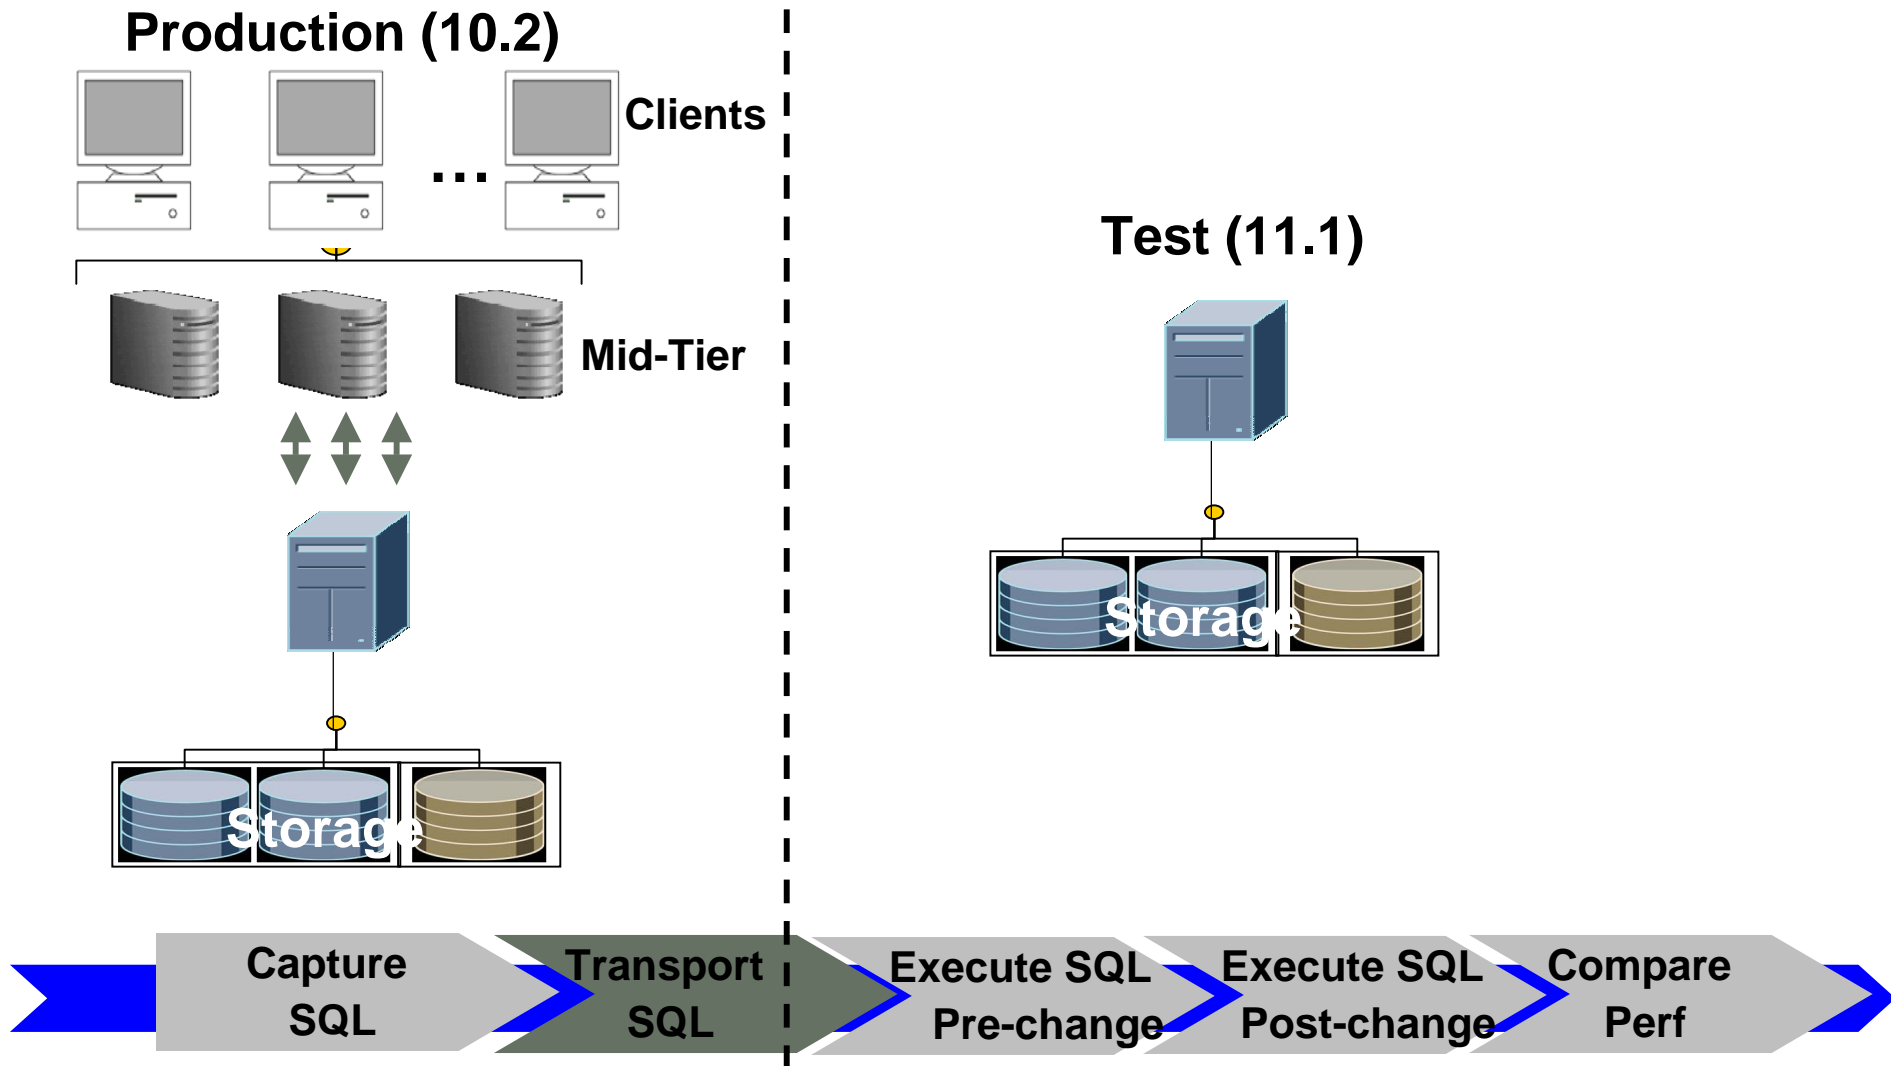 Production (10.2)
Clients
...
Mid-Tier
Storage
Test (11.1)
Storage
Capture
SQL
Transport
SQL
Execute SQL
Pre-change
Execute SQL
Post-change
Compare
Perf